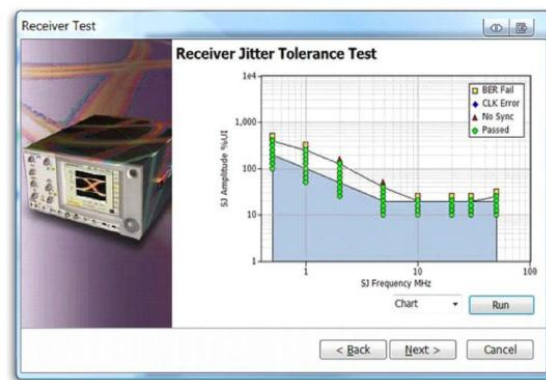 Receiver Test
Receiver Jitter Tolerance Test
1e4
1,000
100
10
1
SJ Amplitude %UI
BER Fail
CLK Error
No Sync
Passed
1
10
100
SJ Frequency MHz
Chart
Run
< Back
Next >
Cancel